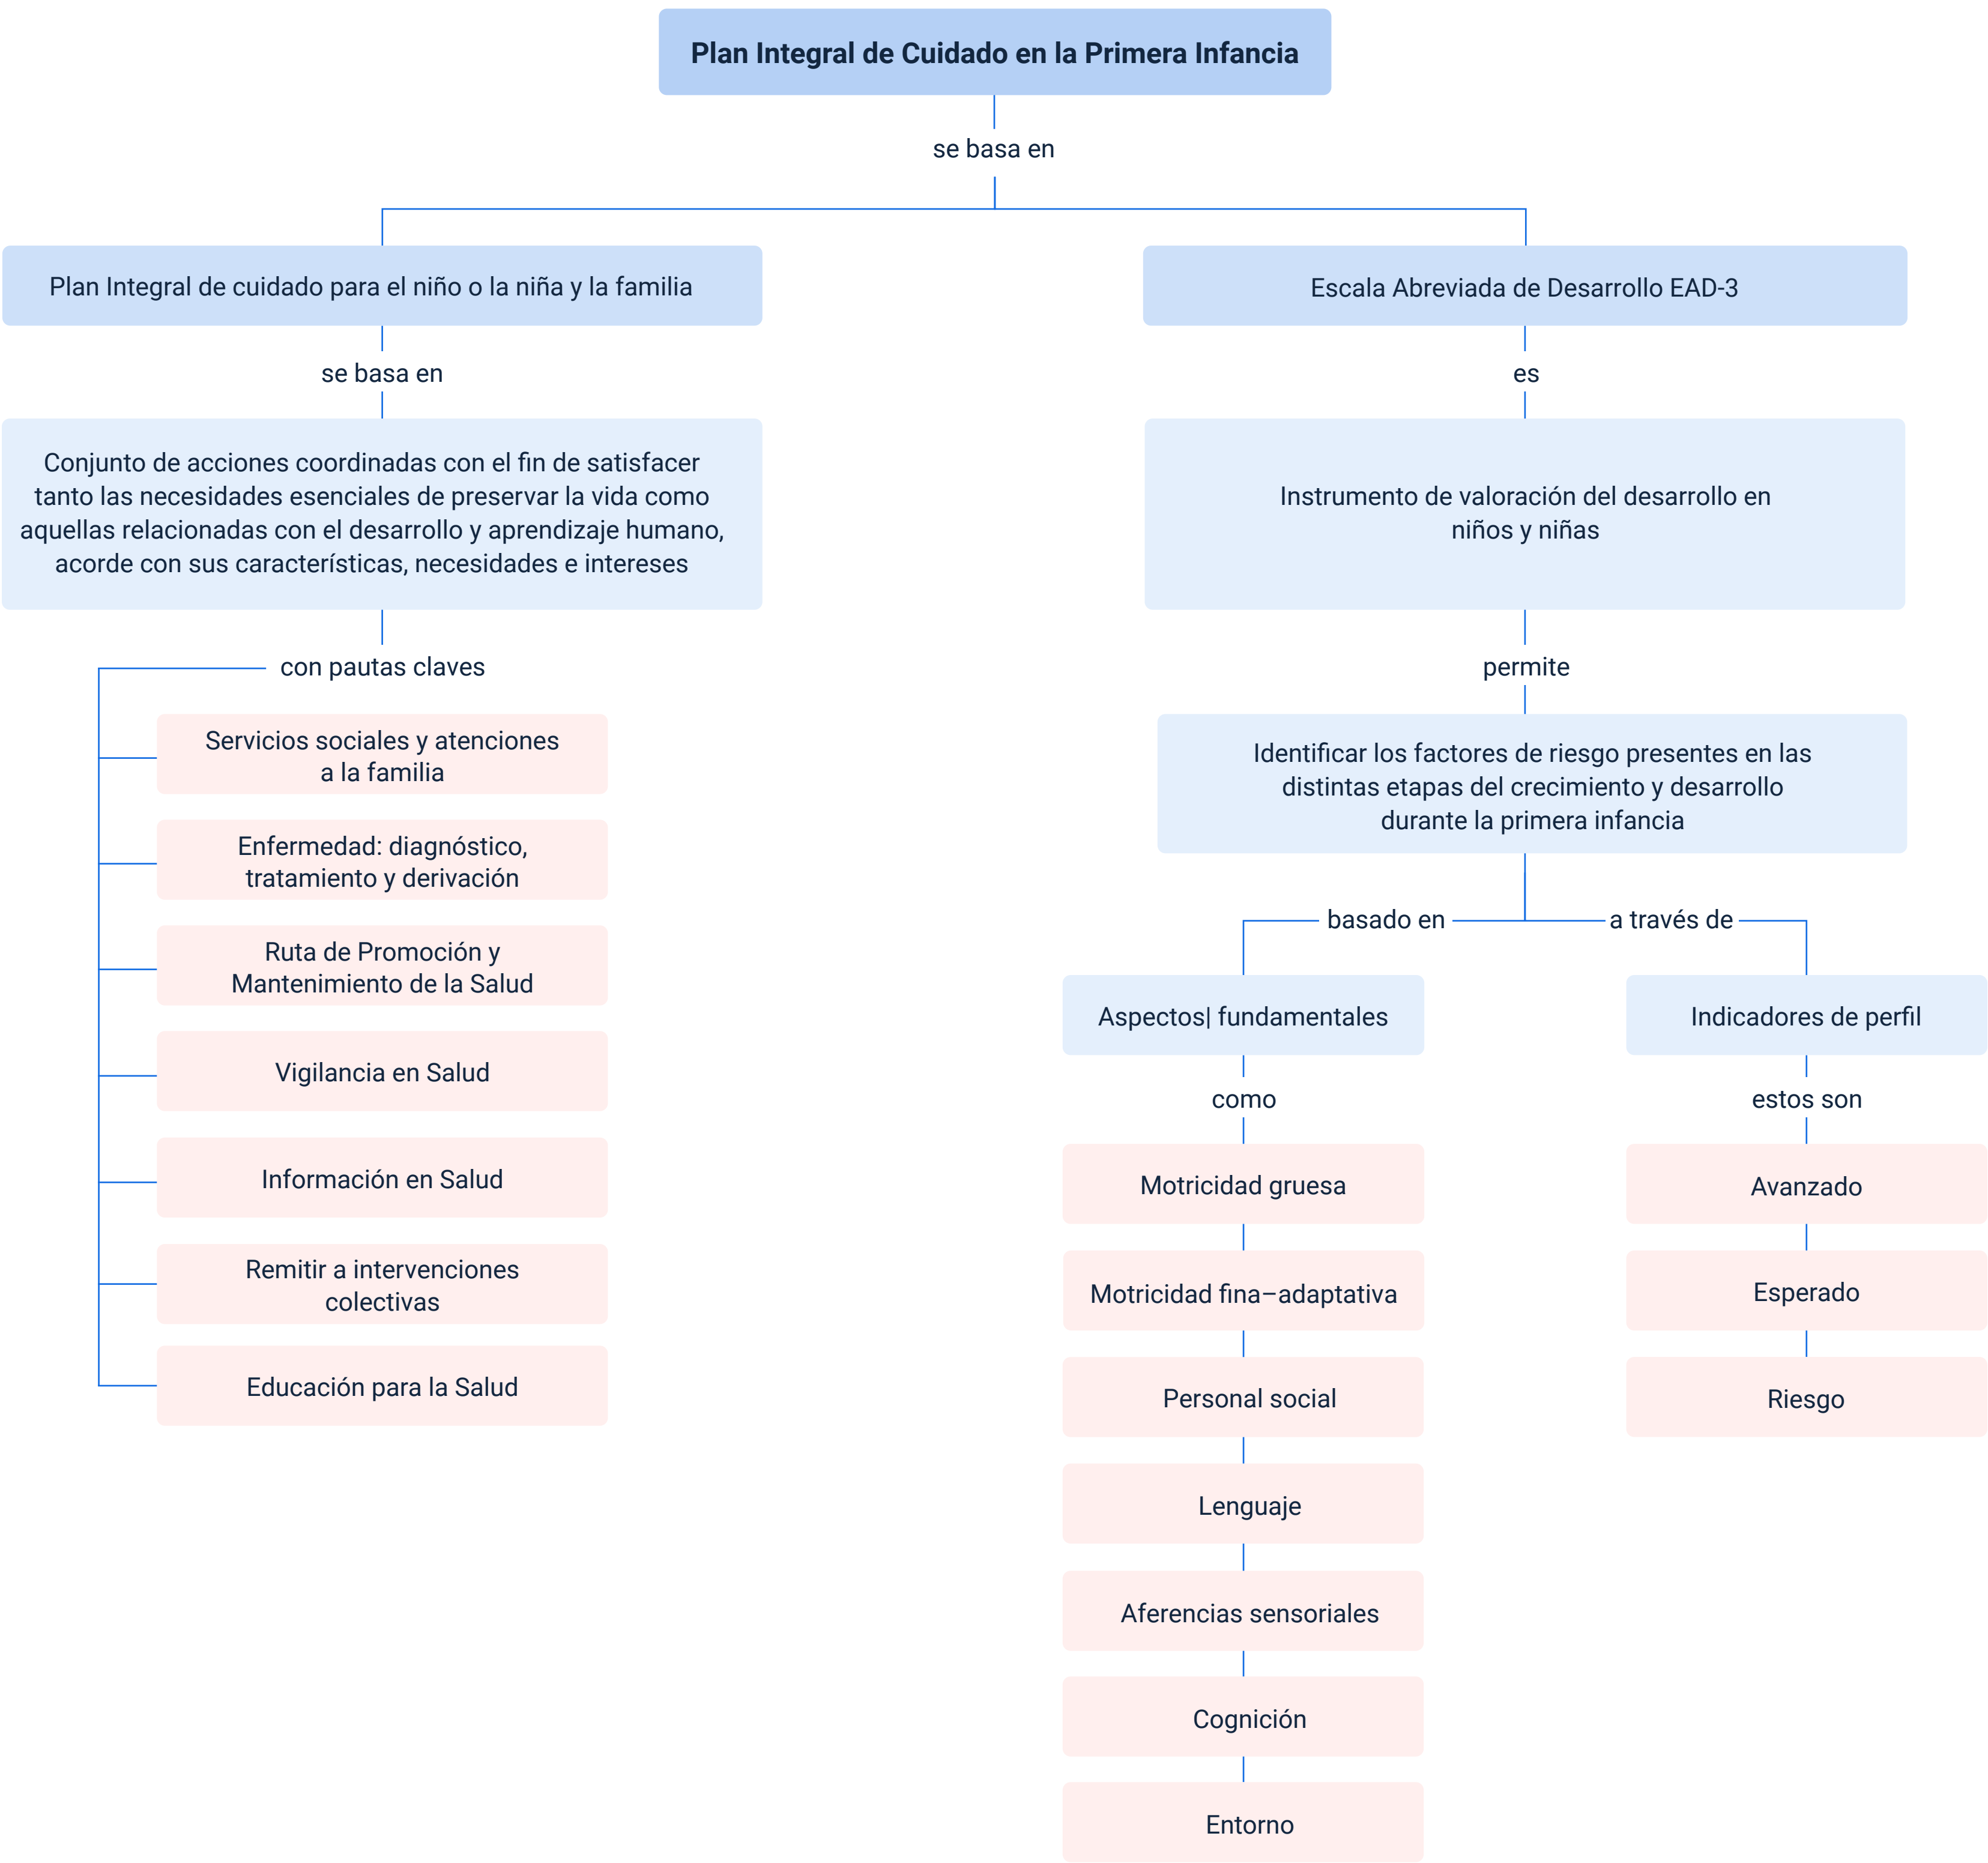 Plan Integral de Cuidado en la Primera Infancia
se basa en
Plan Integral de cuidado para el niño o la niña y la familia
se basa en
Conjunto de acciones coordinadas con el fin de satisfacer
tanto las necesidades esenciales de preservar la vida como
aquellas relacionadas con el desarrollo y aprendizaje humano,
acorde con sus características, necesidades e intereses
con pautas claves
Servicios sociales y atenciones
a la familia
Enfermedad: diagnóstico,
tratamiento y derivación
Ruta de Promoción y
Mantenimiento de la Salud
Vigilancia en Salud
Información en Salud
Remitir a intervenciones
colectivas
Educación para la Salud
Escala Abreviada de Desarrollo EAD-3
es
Instrumento de valoración del desarrollo en
niños y niñas
permite
Identificar los factores de riesgo presentes en las
distintas etapas del crecimiento y desarrollo
durante la primera infancia
basado en
Aspectos| fundamentales
como
Motricidad gruesa
Motricidad fina–adaptativa
Personal social
Lenguaje
Aferencias sensoriales
Cognición
Entorno
a través de
Indicadores de perfil
estos son
Avanzado
Esperado
Riesgo